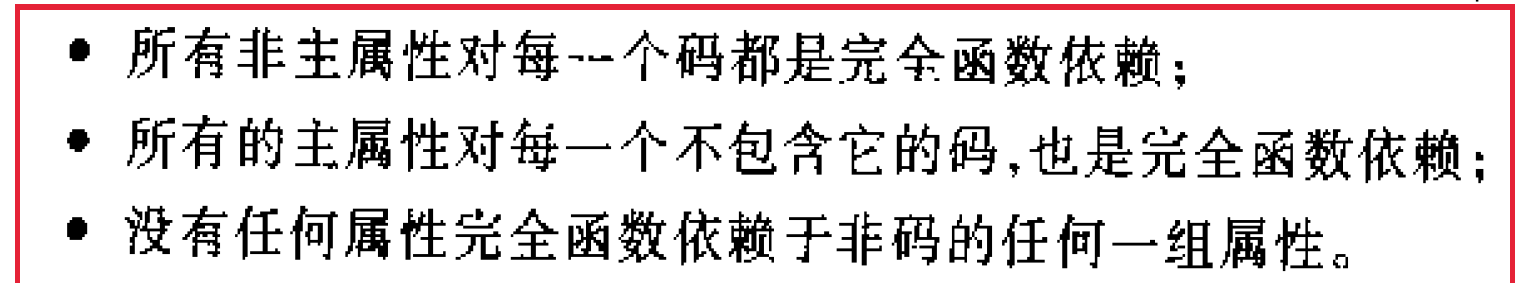 • 所有非主属性对每一个码都是完全函数依赖;
• 所有的主属性对每一个不包含它的码,也是完全函数依赖;
• 没有任何属性完全函数依赖于非码的任何一组属性。